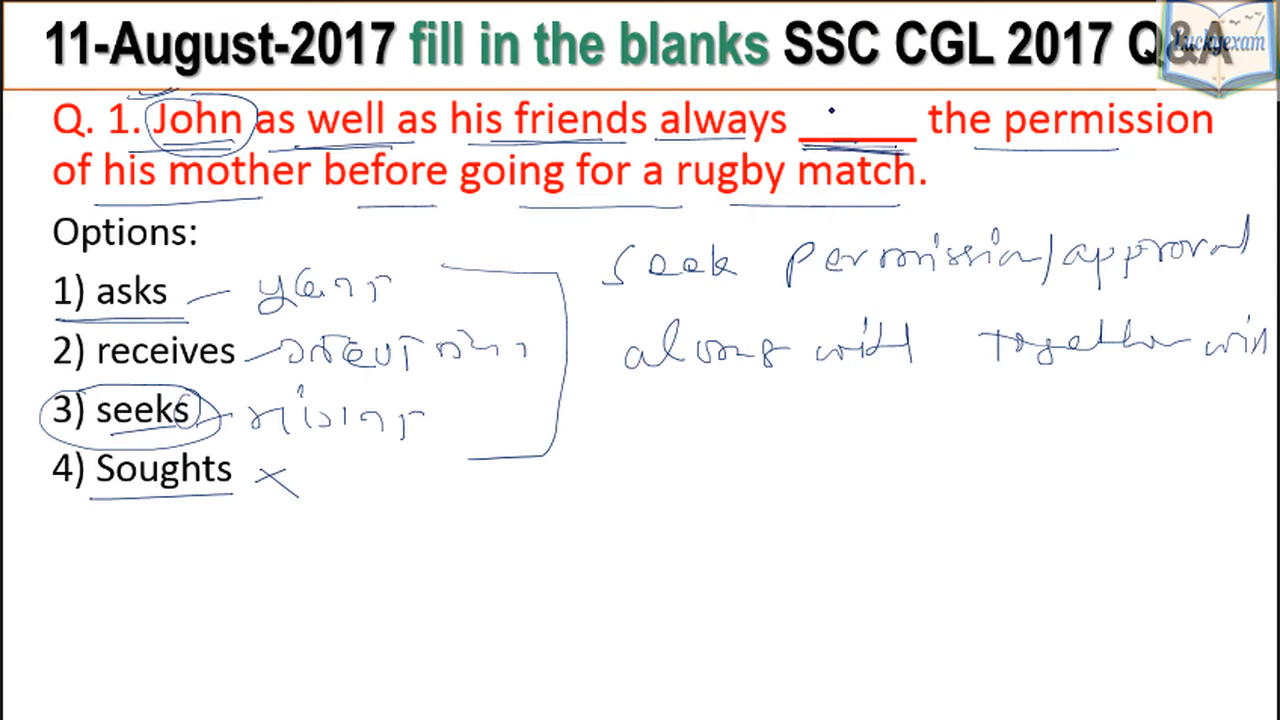 11-August-2017 fill in the blanks SSC CGL 2017 Q&A
Luckyexam
Q. 1. John as well as his friends always ______ the permission
of his mother before going for a rugby match.
Options:
1) asks
2) receives
3) seeks
4) Soughts
seek permission/approval
along with together with